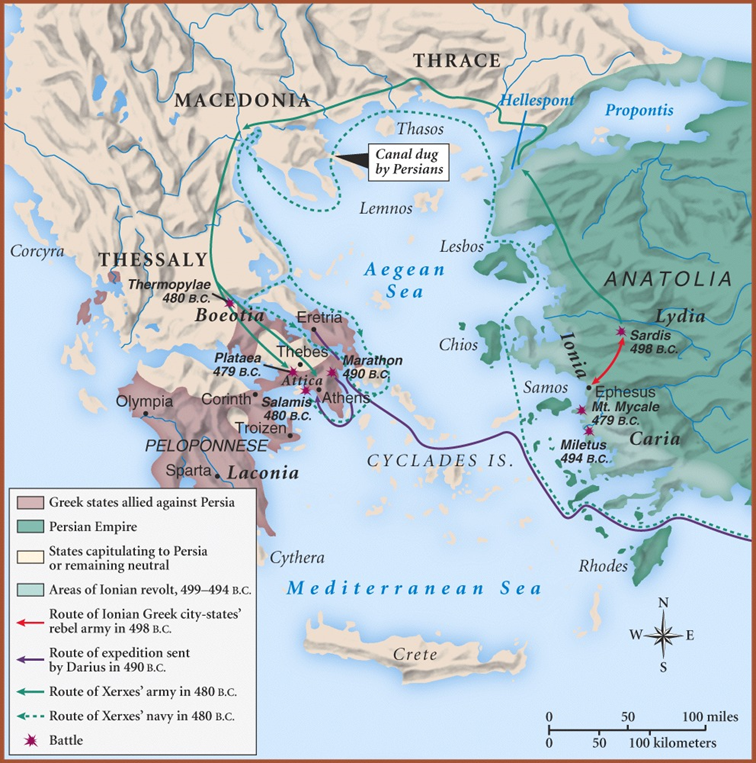 THRACE
MACEDONIA
Hellespont
Propontis
Thasos
Canal dug
by Persians
Lemnos
Corcyra
Lesbos
THESSALY
Aegean
Sea
ANATOLIA
Thermopylae
480 B.C.
Boeotia
Eretria
Lydia
Sardis
498 B.C.
Chios
Ionia
Thebes
Plataea
479 B.C.
Marathon
490 B.C.
Attica
Samos
Ephesus
Olympia
Corinth
Salamis
480 B.C.
Athens
Mt. Mycale
479 B.C.
Troizen
Miletus
494 B.C.
Caria
PELOPONNESE
CYCLADES IS.
Sparta
Laconia
Greek states allied against Persia
Persian Empire
States capitulating to Persia
or remaining neutral
Areas of Ionian revolt, 499–494 B.C.
Route of Ionian Greek city-states'
rebel army in 498 B.C.
Route of expedition sent
by Darius in 490 B.C.
Route of Xerxes' army in 480 B.C.
Route of Xerxes' navy in 480 B.C.
Battle
Cythera
Rhodes
Mediterranean Sea
Crete
N
W
E
S
0 50 100 miles
0 50 100 kilometers